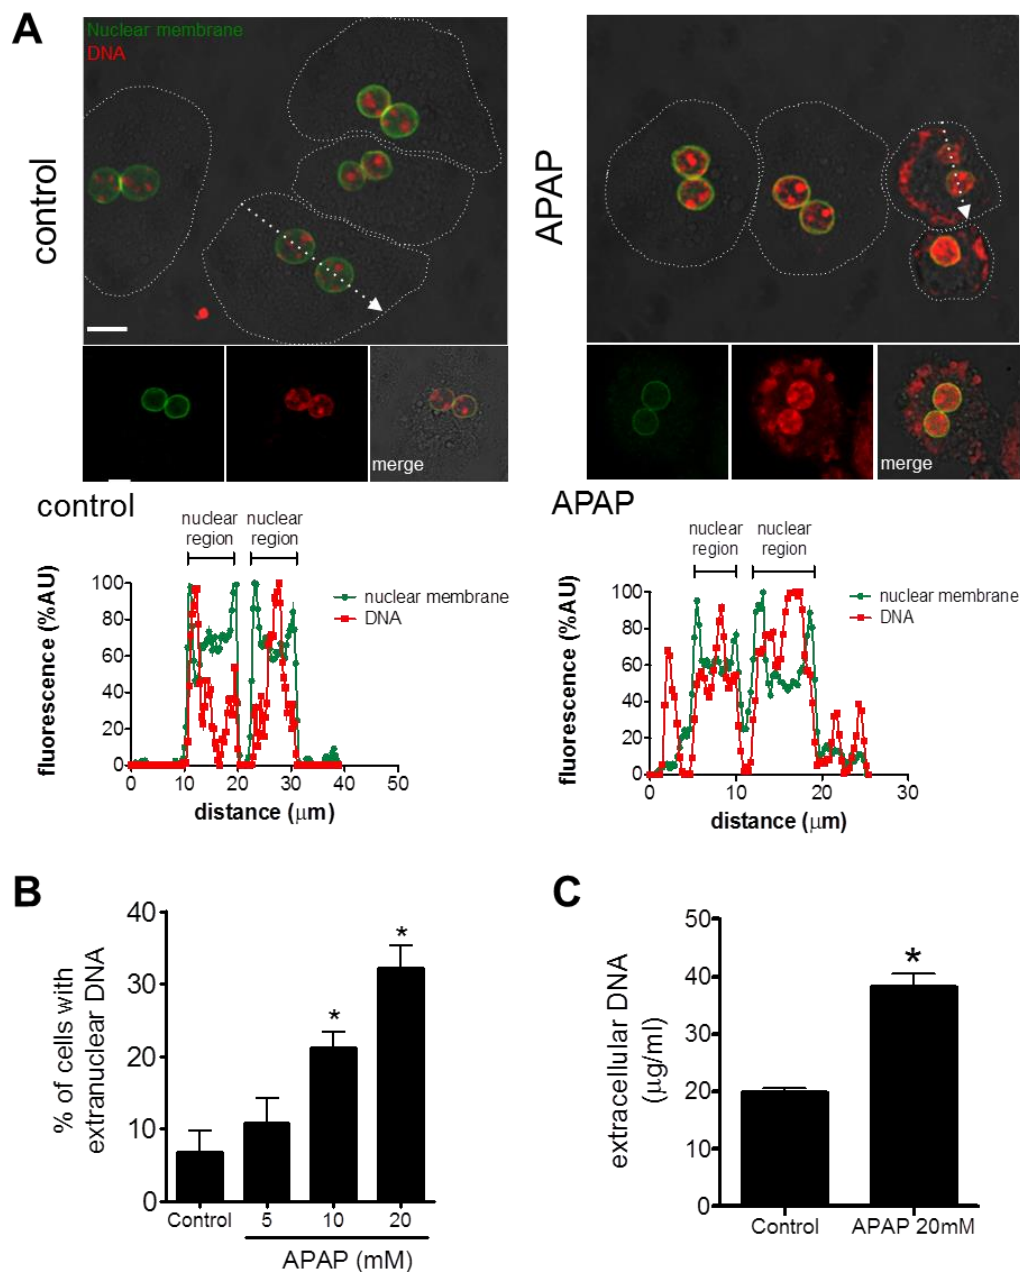 A
Nuclear membrane
DNA
control
APAP
merge
merge
control
nuclear region
nuclear region
100
80
60
40
20
0
fluorescence (%AU)
0 10 20 30 40 50
distance (μm)
nuclear membrane
DNA
APAP
nuclear region
nuclear region
100
80
60
40
20
0
fluorescence (%AU)
0 10 20 30
distance (μm)
nuclear membrane
DNA
B
40
30
20
10
0
% of cells with
extranuclear DNA
*
*
Control 5 10 20
APAP (mM)
C
50
40
30
20
10
0
extracellular DNA
(μg/ml)
*
Control APAP 20mM